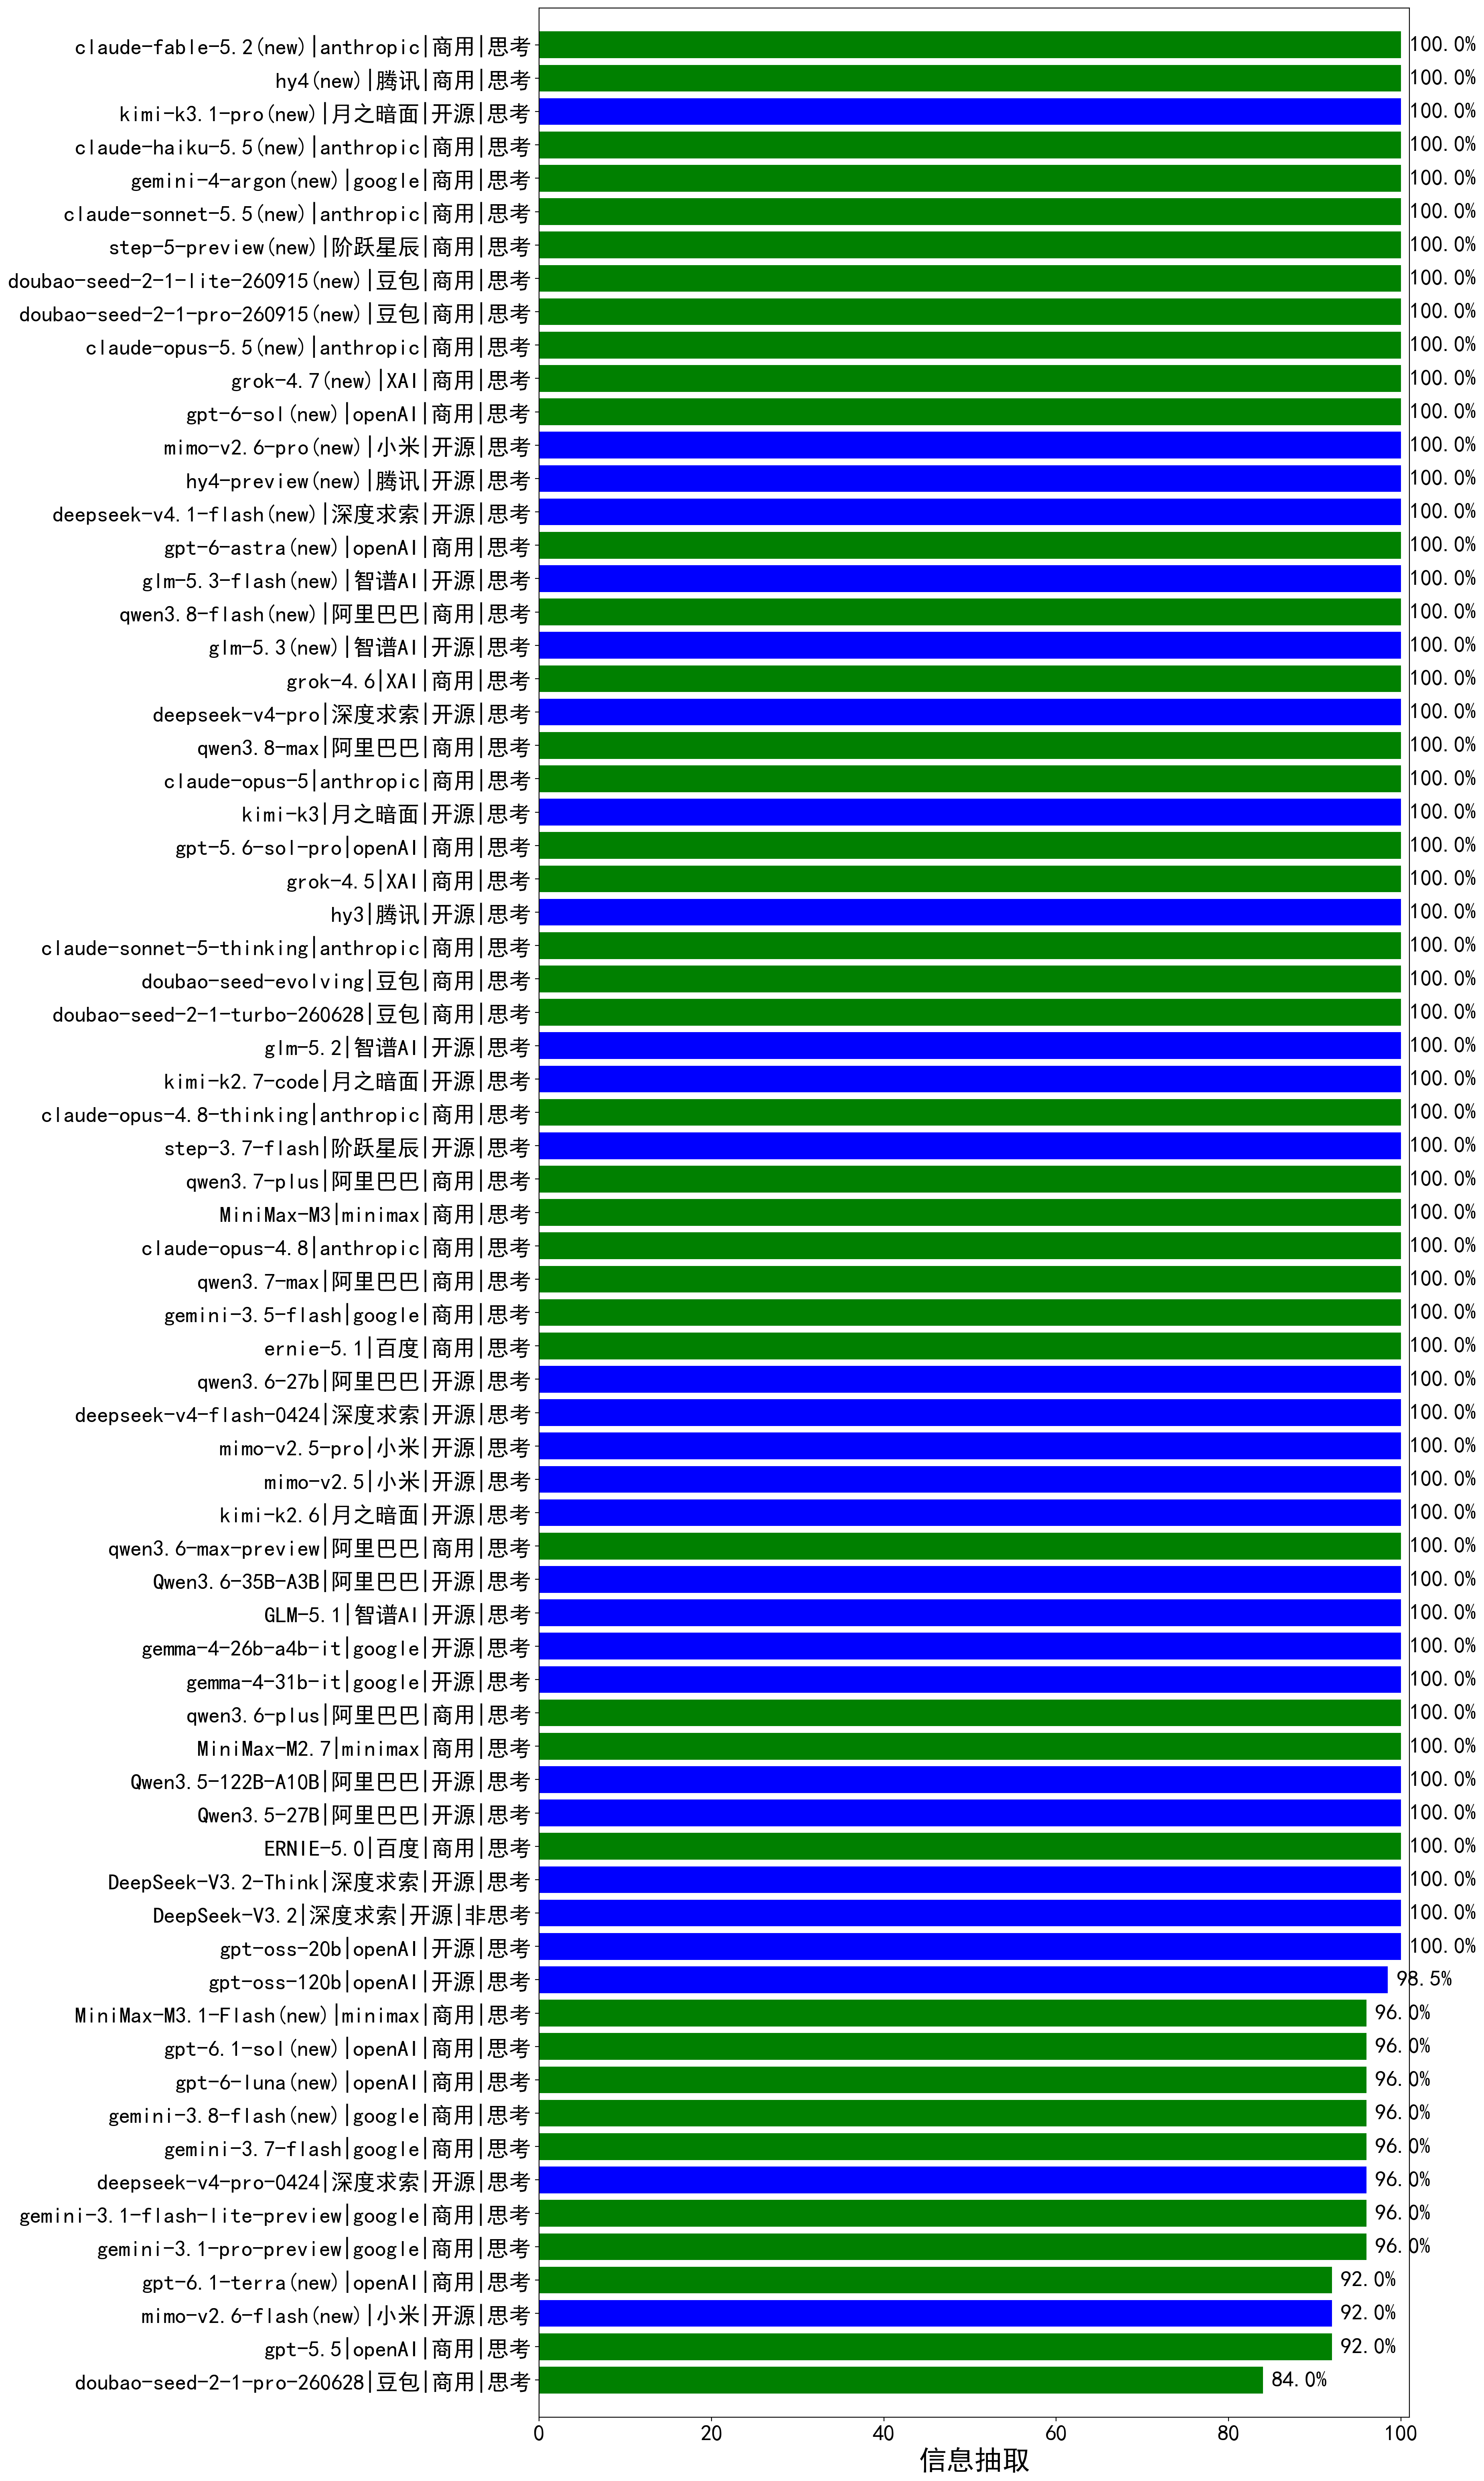 claude-fable-5.2(new)|anthropic|商用|思考 100.0%
hy4(new)|腾讯|商用|思考 100.0%
kimi-k3.1-pro(new)|月之暗面|开源|思考 100.0%
claude-haiku-5.5(new)|anthropic|商用|思考 100.0%
gemini-4-argon(new)|google|商用|思考 100.0%
claude-sonnet-5.5(new)|anthropic|商用|思考 100.0%
step-5-preview(new)|阶跃星辰|商用|思考 100.0%
doubao-seed-2-1-lite-260915(new)|豆包|商用|思考 100.0%
doubao-seed-2-1-pro-260915(new)|豆包|商用|思考 100.0%
claude-opus-5.5(new)|anthropic|商用|思考 100.0%
grok-4.7(new)|XAI|商用|思考 100.0%
gpt-6-sol(new)|openAI|商用|思考 100.0%
mimo-v2.6-pro(new)|小米|开源|思考 100.0%
hy4-preview(new)|腾讯|开源|思考 100.0%
deepseek-v4.1-flash(new)|深度求索|开源|思考 100.0%
gpt-6-astra(new)|openAI|商用|思考 100.0%
glm-5.3-flash(new)|智谱AI|开源|思考 100.0%
qwen3.8-flash(new)|阿里巴巴|商用|思考 100.0%
glm-5.3(new)|智谱AI|开源|思考 100.0%
grok-4.6|XAI|商用|思考 100.0%
deepseek-v4-pro|深度求索|开源|思考 100.0%
qwen3.8-max|阿里巴巴|商用|思考 100.0%
claude-opus-5|anthropic|商用|思考 100.0%
kimi-k3|月之暗面|开源|思考 100.0%
gpt-5.6-sol-pro|openAI|商用|思考 100.0%
grok-4.5|XAI|商用|思考 100.0%
hy3|腾讯|开源|思考 100.0%
claude-sonnet-5-thinking|anthropic|商用|思考 100.0%
doubao-seed-evolving|豆包|商用|思考 100.0%
doubao-seed-2-1-turbo-260628|豆包|商用|思考 100.0%
glm-5.2|智谱AI|开源|思考 100.0%
kimi-k2.7-code|月之暗面|开源|思考 100.0%
claude-opus-4.8-thinking|anthropic|商用|思考 100.0%
step-3.7-flash|阶跃星辰|开源|思考 100.0%
qwen3.7-plus|阿里巴巴|商用|思考 100.0%
MiniMax-M3|minimax|商用|思考 100.0%
claude-opus-4.8|anthropic|商用|思考 100.0%
qwen3.7-max|阿里巴巴|商用|思考 100.0%
gemini-3.5-flash|google|商用|思考 100.0%
ernie-5.1|百度|商用|思考 100.0%
qwen3.6-27b|阿里巴巴|开源|思考 100.0%
deepseek-v4-flash-0424|深度求索|开源|思考 100.0%
mimo-v2.5-pro|小米|开源|思考 100.0%
mimo-v2.5|小米|开源|思考 100.0%
kimi-k2.6|月之暗面|开源|思考 100.0%
qwen3.6-max-preview|阿里巴巴|商用|思考 100.0%
Qwen3.6-35B-A3B|阿里巴巴|开源|思考 100.0%
GLM-5.1|智谱AI|开源|思考 100.0%
gemma-4-26b-a4b-it|google|开源|思考 100.0%
gemma-4-31b-it|google|开源|思考 100.0%
qwen3.6-plus|阿里巴巴|商用|思考 100.0%
MiniMax-M2.7|minimax|商用|思考 100.0%
Qwen3.5-122B-A10B|阿里巴巴|开源|思考 100.0%
Qwen3.5-27B|阿里巴巴|开源|思考 100.0%
ERNIE-5.0|百度|商用|思考 100.0%
DeepSeek-V3.2-Think|深度求索|开源|思考 100.0%
DeepSeek-V3.2|深度求索|开源|非思考 100.0%
gpt-oss-20b|openAI|开源|思考 100.0%
gpt-oss-120b|openAI|开源|思考 98.5%
MiniMax-M3.1-Flash(new)|minimax|商用|思考 96.0%
gpt-6.1-sol(new)|openAI|商用|思考 96.0%
gpt-6-luna(new)|openAI|商用|思考 96.0%
gemini-3.8-flash(new)|google|商用|思考 96.0%
gemini-3.7-flash|google|商用|思考 96.0%
deepseek-v4-pro-0424|深度求索|开源|思考 96.0%
gemini-3.1-flash-lite-preview|google|商用|思考 96.0%
gemini-3.1-pro-preview|google|商用|思考 96.0%
gpt-6.1-terra(new)|openAI|商用|思考 92.0%
mimo-v2.6-flash(new)|小米|开源|思考 92.0%
gpt-5.5|openAI|商用|思考 92.0%
doubao-seed-2-1-pro-260628|豆包|商用|思考 84.0%
0 20 40 60 80 100
信息抽取